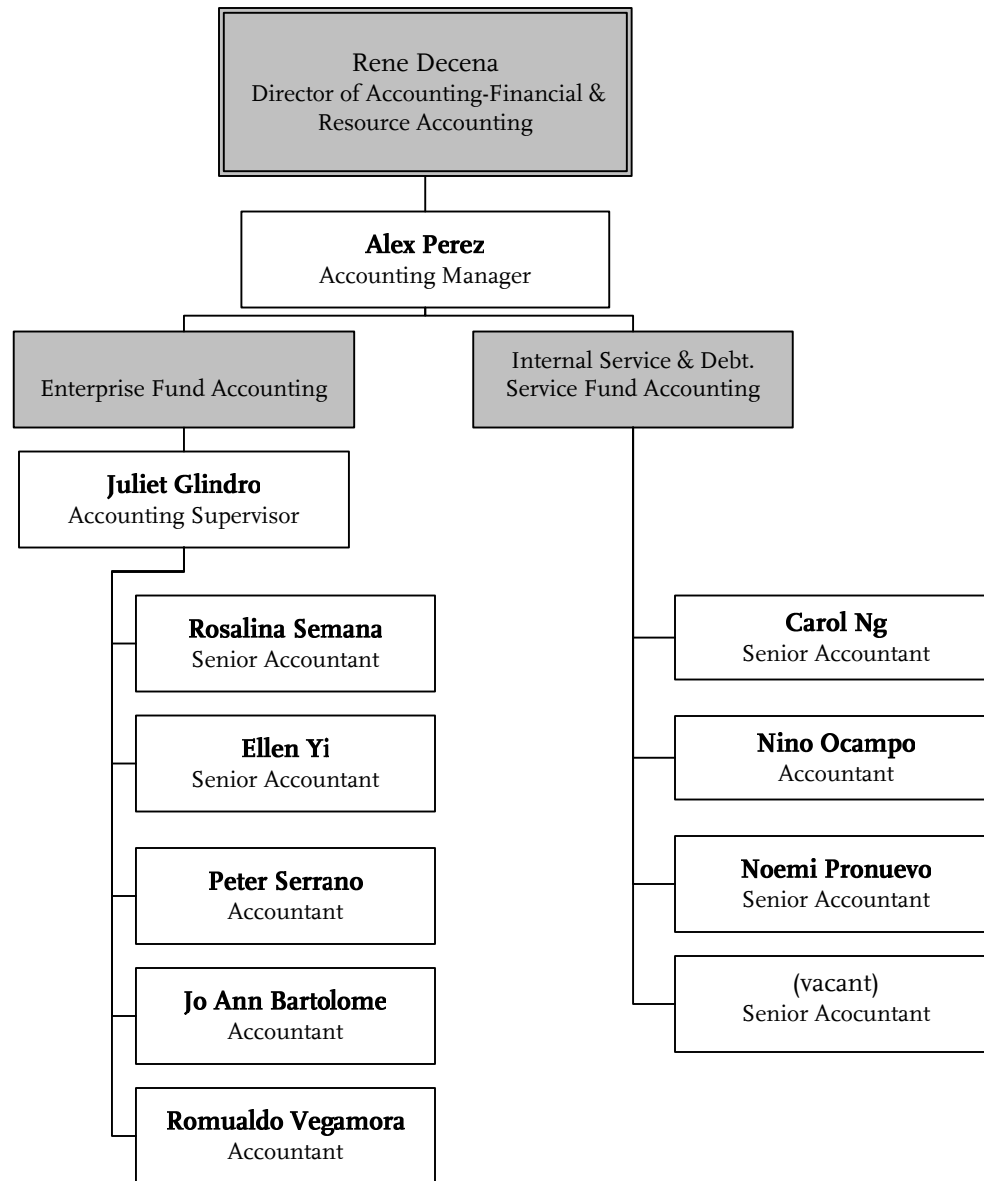 Rene Decena
Director of Accounting-Financial &
Resource Accounting
Alex Perez
Accounting Manager
Enterprise Fund Accounting
Internal Service & Debt.
Service Fund Accounting
Juliet Glindro
Accounting Supervisor
Rosalina Semana
Senior Accountant
Ellen Yi
Senior Accountant
Peter Serrano
Accountant
Jo Ann Bartolome
Accountant
Romualdo Vegamora
Accountant
Carol Ng
Senior Accountant
Nino Ocampo
Accountant
Noemi Pronuevo
Senior Accountant
(vacant)
Senior Acocuntant